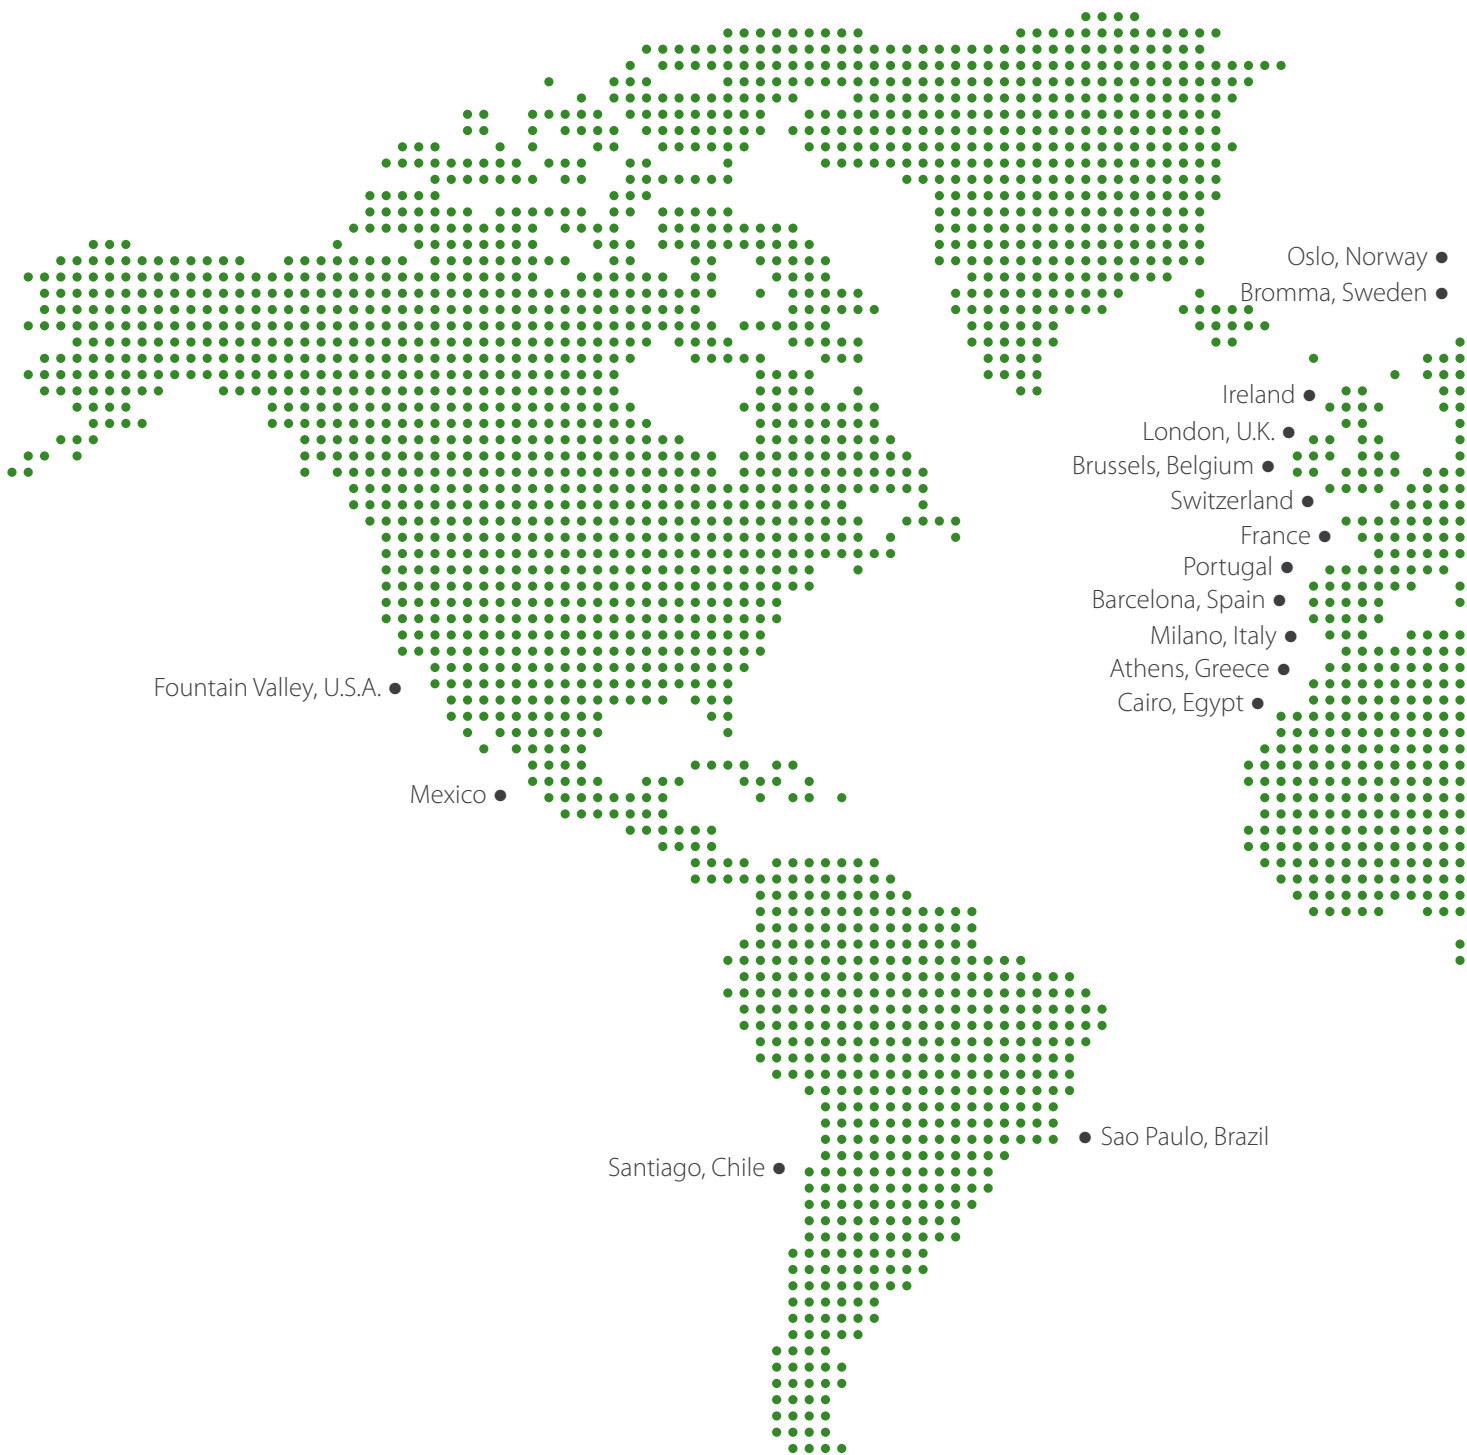 Oslo, Norway
Bromma, Sweden
Ireland
London, U.K.
Brussels, Belgium
Switzerland
France
Portugal
Barcelona, Spain
Milano, Italy
Athens, Greece
Fountain Valley, U.S.A.
Cairo, Egypt
Mexico
Sao Paulo, Brazil
Santiago, Chile